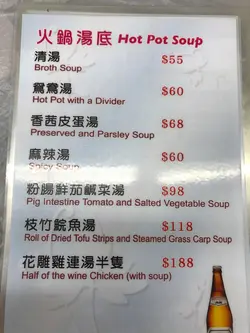 火鍋湯底 Hot Pot Soup
清湯 $55
Broth Soup
鴛鴦湯 $60
Hot Pot with a Divider
香茜皮蛋湯 $68
Preserved and Parsley Soup
麻辣湯 $60
Spicy Soup
粉腸鮮茄鹹菜湯 $98
Pig Intestine Tomato and Salted Vegetable Soup
枝竹鯇魚湯 $118
Roll of Dried Tofu Strips and Steamed Grass Carp Soup
花雕雞連湯半隻 $188
Half of the wine Chicken (with soup)